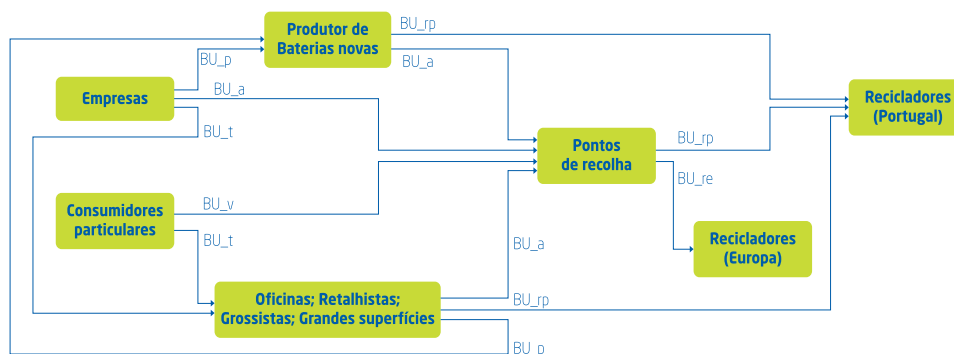 Produtor de
Baterias novas
BU_rp
BU_a
BU_p
Empresas
BU_a
BU_t
Recicladores
(Portugal)
Pontos
de recolha
BU_rp
BU_re
Consumidores
particulares
BU_v
BU_t
Recicladores
(Europa)
BU_a
Oficinas; Retalhistas;
Grossistas; Grandes superfícies
BU_rp
BU_p